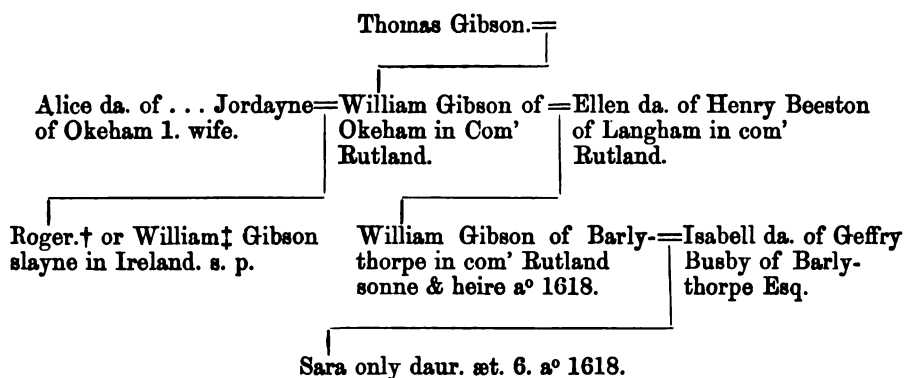 Thomas Gibson.=
Alice da. of . . . Jordayne=William Gibson of =Ellen da. of Henry Beeston
of Okeham 1. wife. Okeham in Com' of Langham in com'
Rutland. Rutland.
Roger.† or William‡ Gibson William Gibson of Barly-=Isabell da. of Geffry
slayne in Ireland. s. p. thorpe in com' Rutland Busby of Barly-
sonne & heire aº 1618. thorpe Esq.
Sara only daur. æt. 6. aº 1618.